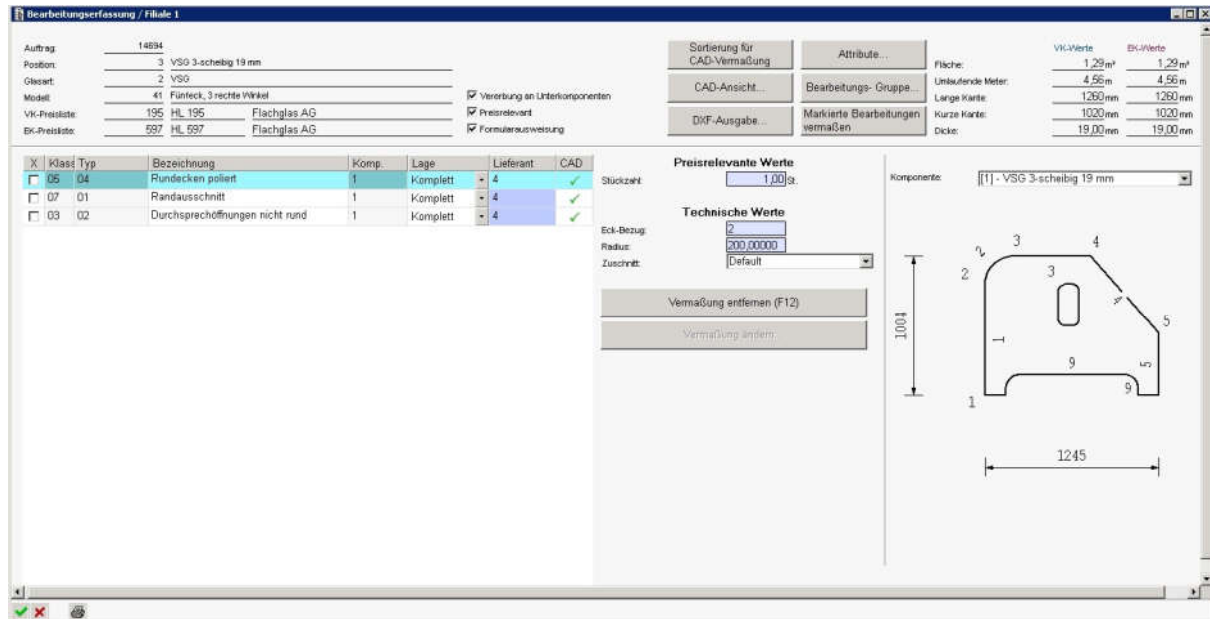 Bearbeitungserfassung / Filiale 1
Auftrag: 14694
Position: 3 VSG 3-scheibig 19 mm
Glasart: 2 VSG
Modell: 41 Fünfeck, 3 rechte Winkel
VK-Preisliste: 195 HL 195 Flachglas AG
EK-Preisliste: 597 HL 597 Flachglas AG
Vererbung an Unterkomponenten
Preisrelevant
Formularausweisung
Sortierung für CAD-Vermaßung
Attribute...
CAD-Ansicht...
Bearbeitungs- Gruppe...
DXF-Ausgabe...
Markierte Bearbeitungen vermaßen
VK-Werte EK-Werte
Fläche: 1,29 m² 1,29 m²
Umlaufende Meter: 4,56 m 4,56 m
Lange Kante: 1260 mm 1260 mm
Kurze Kante: 1020 mm 1020 mm
Dicke: 19,00 mm 19,00 mm
X Klass Typ Bezeichnung Komp. Lage Lieferant CAD
05 04 Rundecken poliert 1 Komplett 4
07 01 Randausschnitt 1 Komplett 4
03 02 Durchsprechöffnungen nicht rund 1 Komplett 4
Preisrelevante Werte
Stückzahl: 1,00 St.
Technische Werte
Eck-Bezug: 2
Radius: 200,00000
Zuschnitt: Default
Vermaßung entfernen (F12)
Vermaßung ändern
Komponente: [1] - VSG 3-scheibig 19 mm
2 3 4
2 3 4
5
1004
1 9 5
1 9
1245